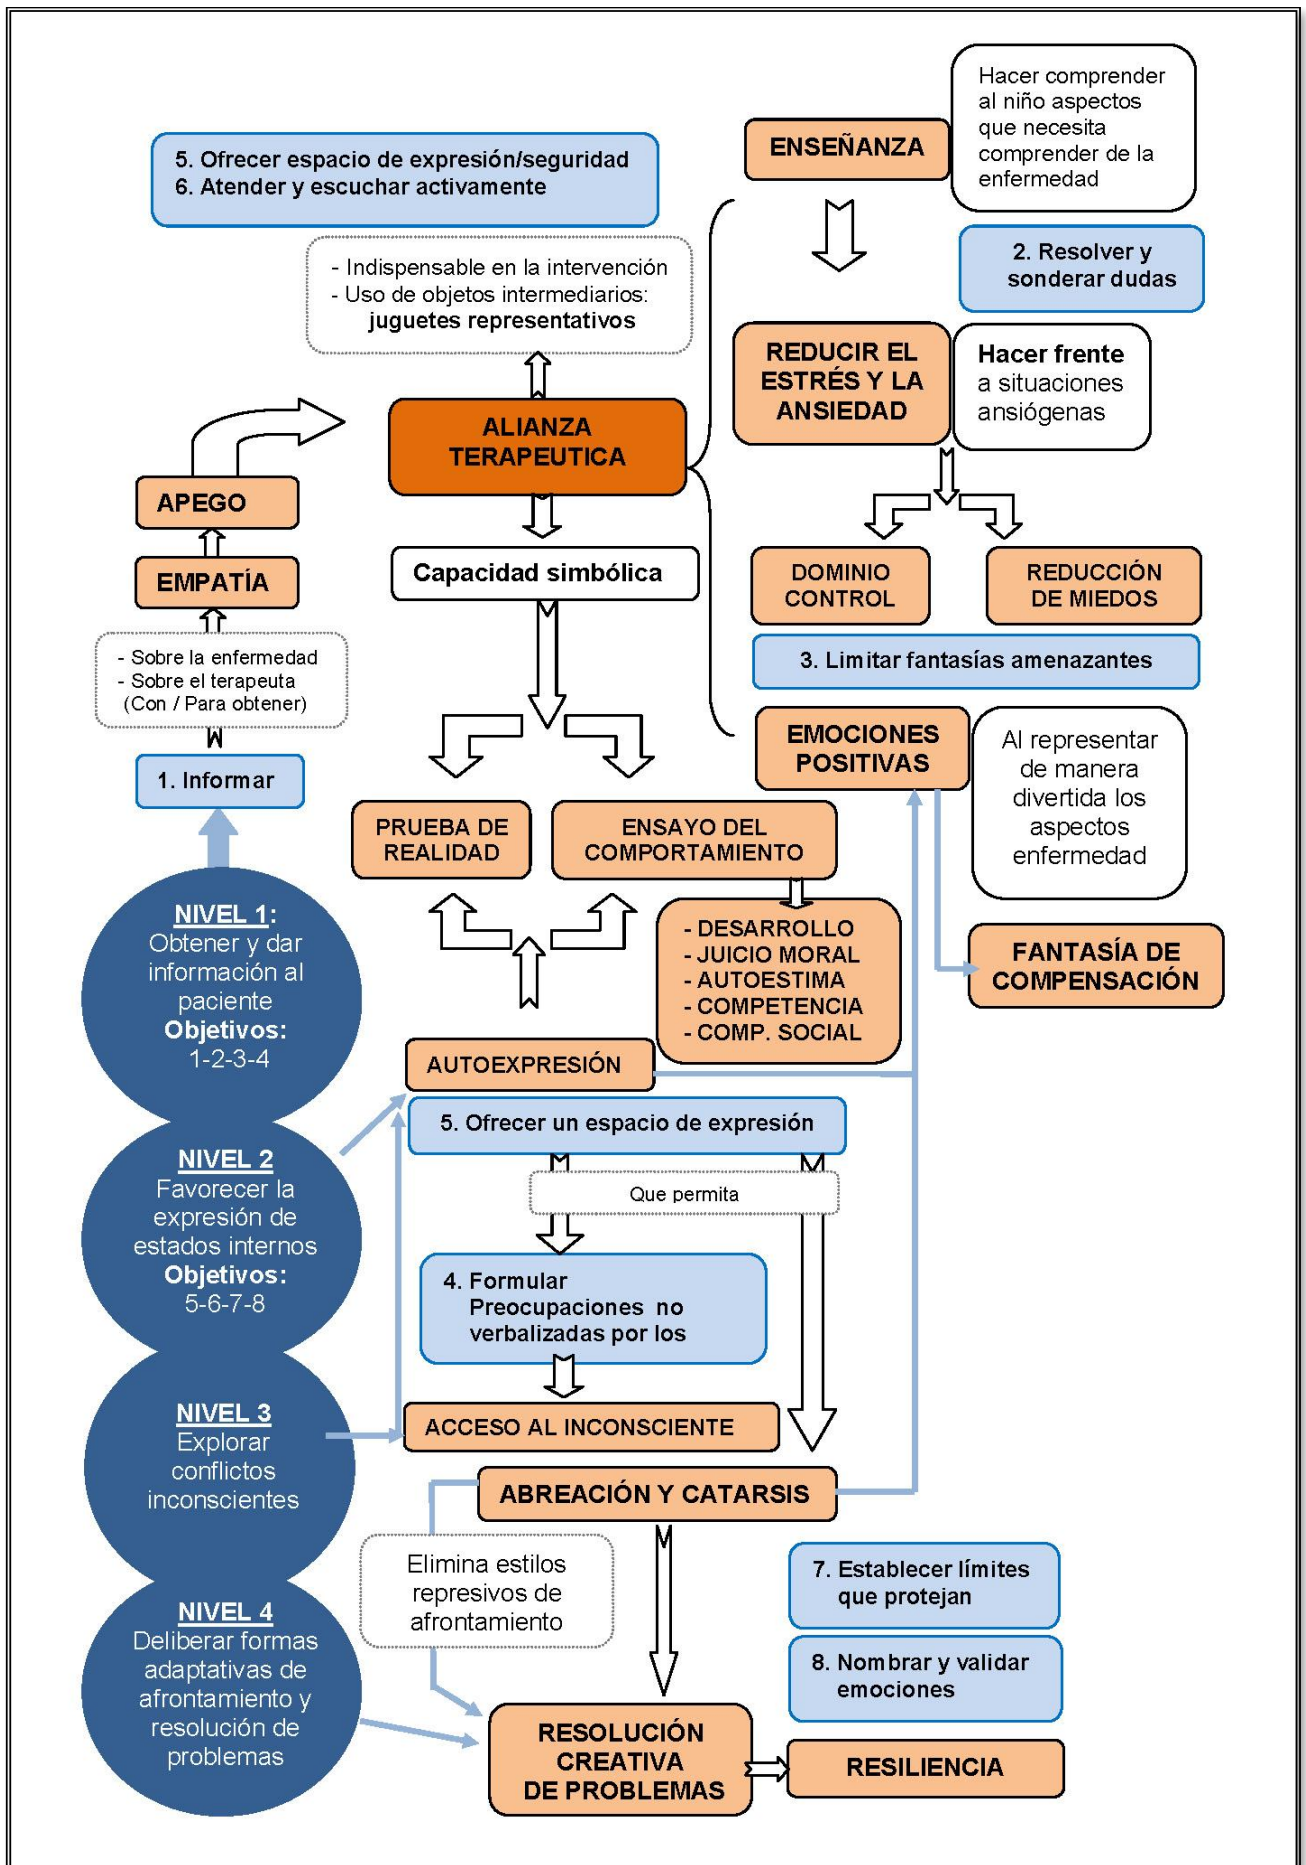 Hacer comprender
al niño aspectos
que necesita
comprender de la
enfermedad
ENSEÑANZA
5. Ofrecer espacio de expresión/seguridad
6. Atender y escuchar activamente
2. Resolver y
sonderar dudas
- Indispensable en la intervención
- Uso de objetos intermediarios:
juguetes representativos
REDUCIR EL
ESTRÉS Y LA
ANSIEDAD
Hacer frente
a situaciones
ansiógenas
ALIANZA
TERAPEUTICA
APEGO
EMPATÍA
Capacidad simbólica
DOMINIO
CONTROL
REDUCCIÓN
DE MIEDOS
- Sobre la enfermedad
- Sobre el terapeuta
(Con / Para obtener)
3. Limitar fantasías amenazantes
1. Informar
EMOCIONES
POSITIVAS
Al representar
de manera
divertida los
aspectos
enfermedad
PRUEBA DE
REALIDAD
ENSAYO DEL
COMPORTAMIENTO
NIVEL 1:
Obtener y dar
información al
paciente
Objetivos:
1-2-3-4
- DESARROLLO
- JUICIO MORAL
- AUTOESTIMA
- COMPETENCIA
- COMP. SOCIAL
FANTASÍA DE
COMPENSACIÓN
AUTOEXPRESIÓN
5. Ofrecer un espacio de expresión
NIVEL 2
Favorecer la
expresión de
estados internos
Objetivos:
5-6-7-8
Que permita
4. Formular
Preocupaciones no
verbalizadas por los
NIVEL 3
Explorar
conflictos
inconscientes
ACCESO AL INCONSCIENTE
ABREACIÓN Y CATARSIS
Elimina estilos
represivos de
afrontamiento
7. Establecer límites
que protejan
NIVEL 4
Deliberar formas
adaptativas de
afrontamiento y
resolución de
problemas
8. Nombrar y validar
emociones
RESOLUCIÓN
CREATIVA
DE PROBLEMAS
RESILIENCIA